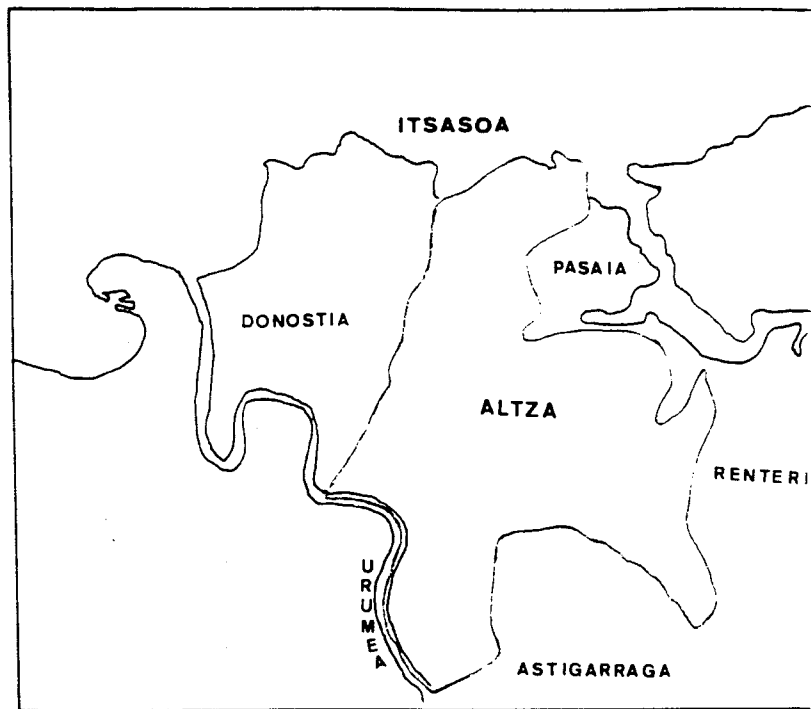 ITSASOA
PASAIA
DONOSTIA
ALTZA
RENTERI
URUMEA
ASTIGARRAGA